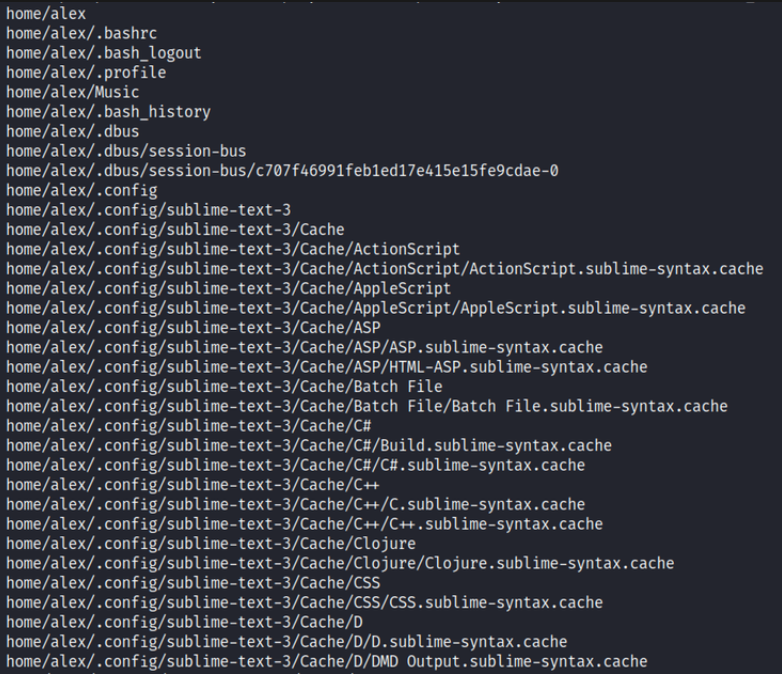 home/alex
home/alex/.bashrc
home/alex/.bash_logout
home/alex/.profile
home/alex/Music
home/alex/.bash_history
home/alex/.dbus
home/alex/.dbus/session-bus
home/alex/.dbus/session-bus/c707f46991feb1ed17e415e15fe9cdae-0
home/alex/.config
home/alex/.config/sublime-text-3
home/alex/.config/sublime-text-3/Cache
home/alex/.config/sublime-text-3/Cache/ActionScript
home/alex/.config/sublime-text-3/Cache/ActionScript/ActionScript.sublime-syntax.cache
home/alex/.config/sublime-text-3/Cache/AppleScript
home/alex/.config/sublime-text-3/Cache/AppleScript/AppleScript.sublime-syntax.cache
home/alex/.config/sublime-text-3/Cache/ASP
home/alex/.config/sublime-text-3/Cache/ASP/ASP.sublime-syntax.cache
home/alex/.config/sublime-text-3/Cache/ASP/HTML-ASP.sublime-syntax.cache
home/alex/.config/sublime-text-3/Cache/Batch File
home/alex/.config/sublime-text-3/Cache/Batch File/Batch File.sublime-syntax.cache
home/alex/.config/sublime-text-3/Cache/C#
home/alex/.config/sublime-text-3/Cache/C#/Build.sublime-syntax.cache
home/alex/.config/sublime-text-3/Cache/C#/C#.sublime-syntax.cache
home/alex/.config/sublime-text-3/Cache/C++
home/alex/.config/sublime-text-3/Cache/C++/C.sublime-syntax.cache
home/alex/.config/sublime-text-3/Cache/C++/C++.sublime-syntax.cache
home/alex/.config/sublime-text-3/Cache/Clojure
home/alex/.config/sublime-text-3/Cache/Clojure/Clojure.sublime-syntax.cache
home/alex/.config/sublime-text-3/Cache/CSS
home/alex/.config/sublime-text-3/Cache/CSS/CSS.sublime-syntax.cache
home/alex/.config/sublime-text-3/Cache/D
home/alex/.config/sublime-text-3/Cache/D/D.sublime-syntax.cache
home/alex/.config/sublime-text-3/Cache/D/DMD Output.sublime-syntax.cache